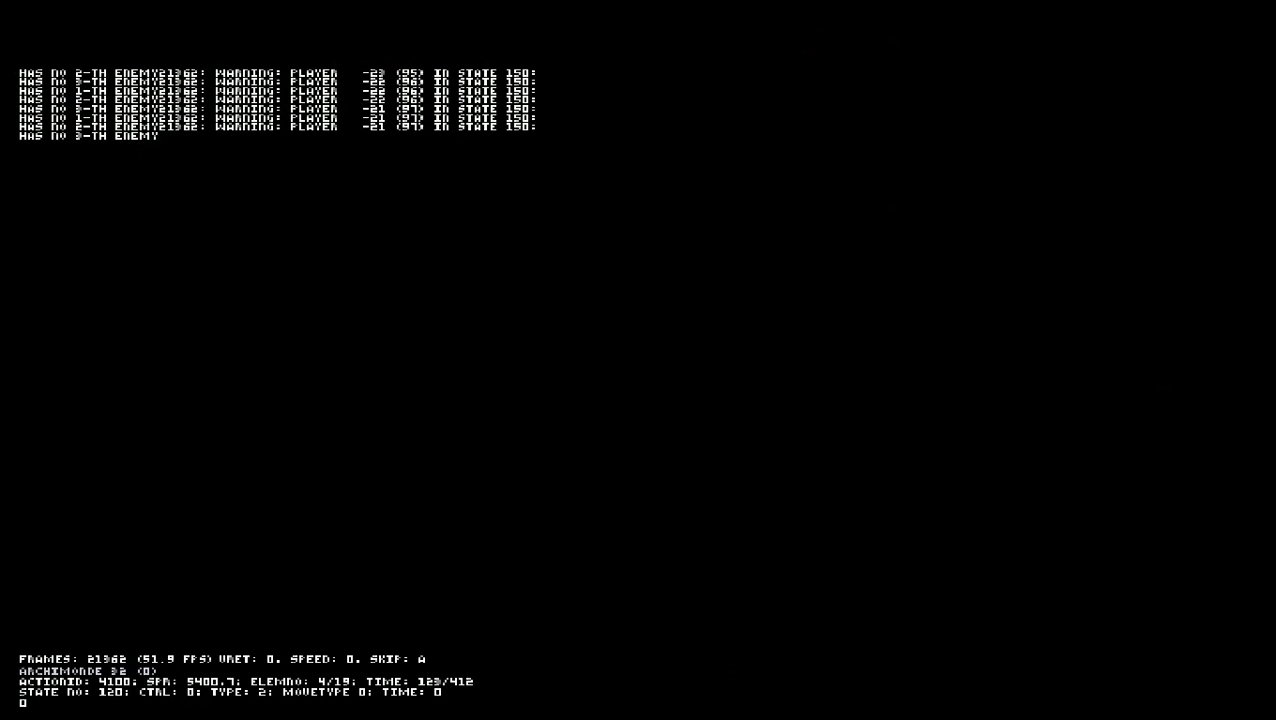 HAS NO 2-TH ENEMY21362: WARNING: PLAYER -23 (95) IN STATE 150:
HAS NO 3-TH ENEMY21362: WARNING: PLAYER -22 (96) IN STATE 150:
HAS NO 1-TH ENEMY21362: WARNING: PLAYER -22 (96) IN STATE 150:
HAS NO 2-TH ENEMY21362: WARNING: PLAYER -22 (96) IN STATE 150:
HAS NO 3-TH ENEMY21362: WARNING: PLAYER -21 (97) IN STATE 150:
HAS NO 1-TH ENEMY21362: WARNING: PLAYER -21 (97) IN STATE 150:
HAS NO 2-TH ENEMY21362: WARNING: PLAYER -21 (97) IN STATE 150:
HAS NO 3-TH ENEMY
FRAMES: 21362 (51.9 FPS) VRET: 0. SPEED: 0. SKIP: A
ARCHIMONDE 32 (0)
ACTIONID: 4100; SPR: 5400,7; ELEMNO: 4/19; TIME: 123/412
STATE NO: 120; CTRL: 0; TYPE: 2; MOVETYPE 0; TIME: 0
0